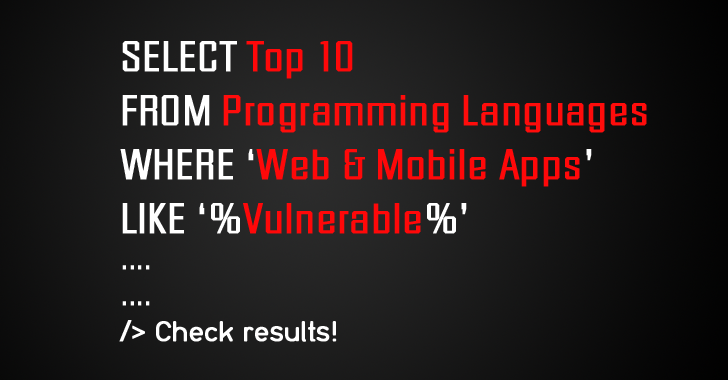 SELECT Top 10
FROM Programming Languages
WHERE ‘Web & Mobile Apps’
LIKE ‘%Vulnerable%’
....
....
/> Check results!